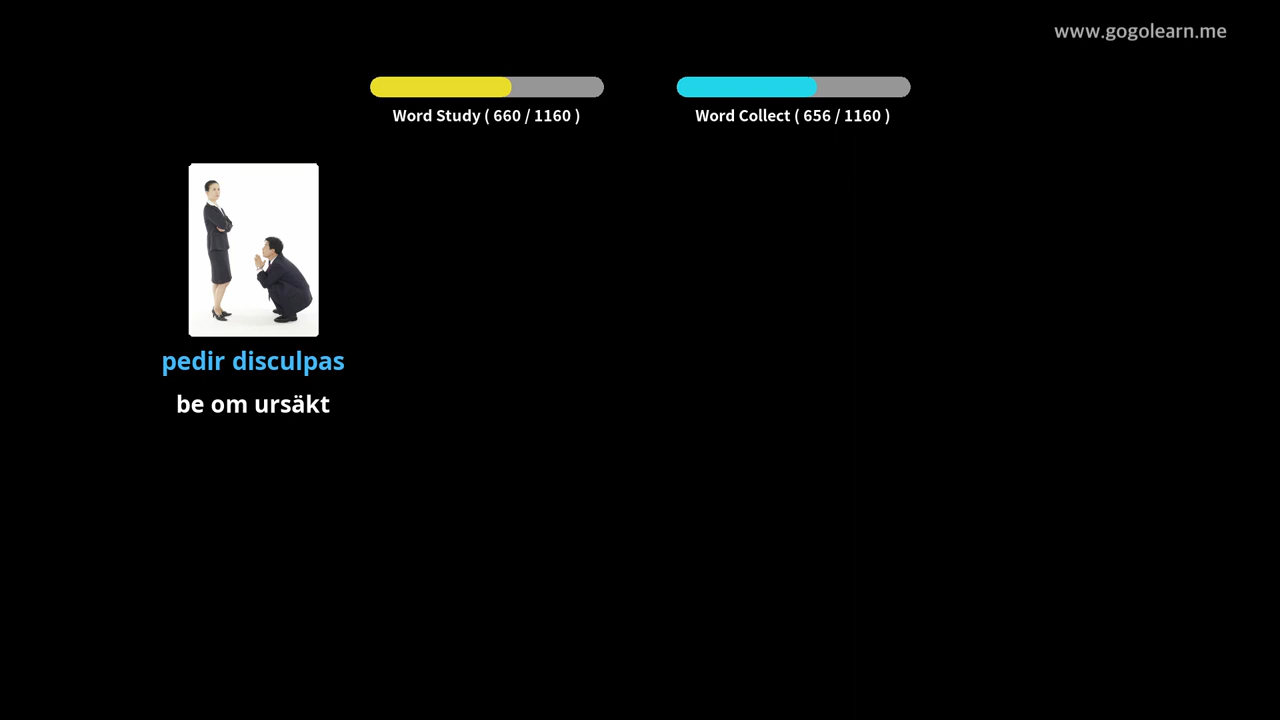 www.gogolearn.me
Word Study ( 660 / 1160 )
Word Collect ( 656 / 1160 )
pedir disculpas
be om ursäkt